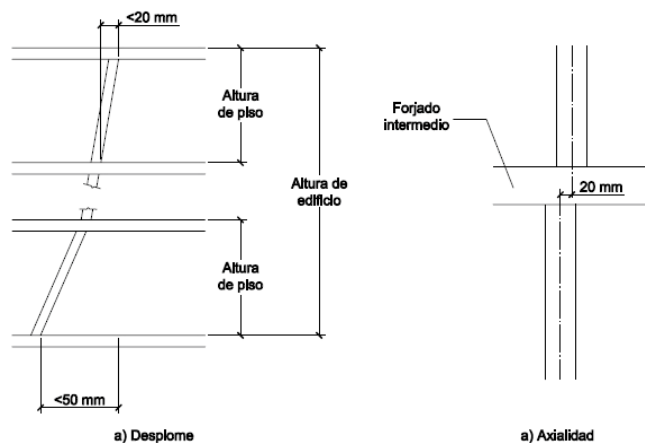 <20 mm
Altura
de piso
Altura de
edificio
Altura
de piso
<50 mm
a) Desplome
Forjado
intermedio
20 mm
a) Axialidad